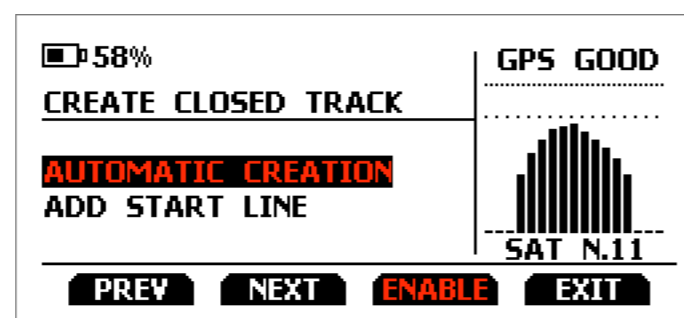 58%
GPS GOOD
CREATE CLOSED TRACK
AUTOMATIC CREATION
ADD START LINE
SAT N.11
PREV NEXT ENABLE EXIT